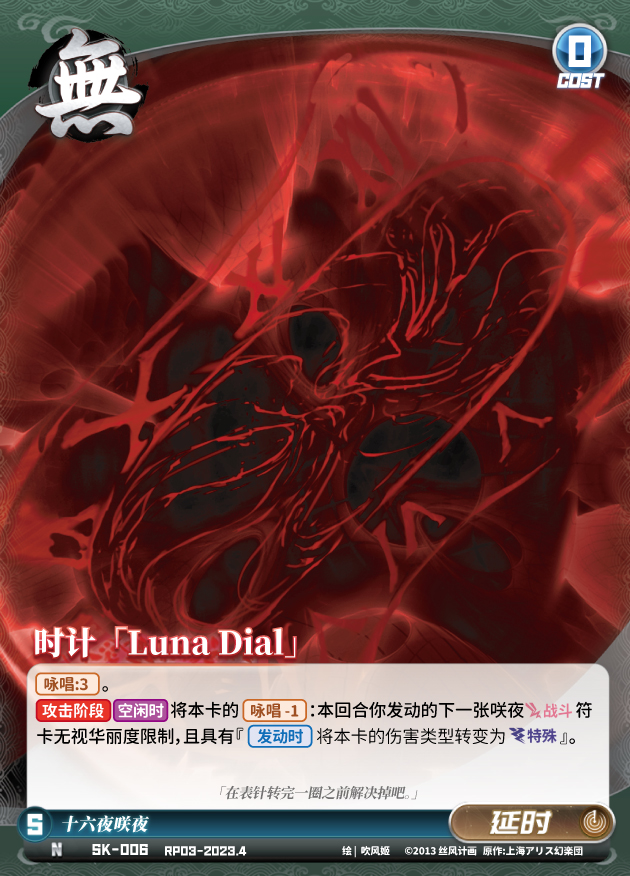 無
0
COST
时计「Luna Dial」
咏唱:3。
攻击阶段 空闲时 将本卡的 咏唱-1:本回合你发动的下一张咲夜 战斗 符
卡无视华丽度限制,且具有『 发动时 将本卡的伤害类型转变为 特殊 』。
「在表针转完一圈之前解决掉吧。」
S 十六夜咲夜 延时
N SK-006 RP03-2023.4 绘| 吹风姬 ©2013 丝风计画 原作:上海アリス幻楽団